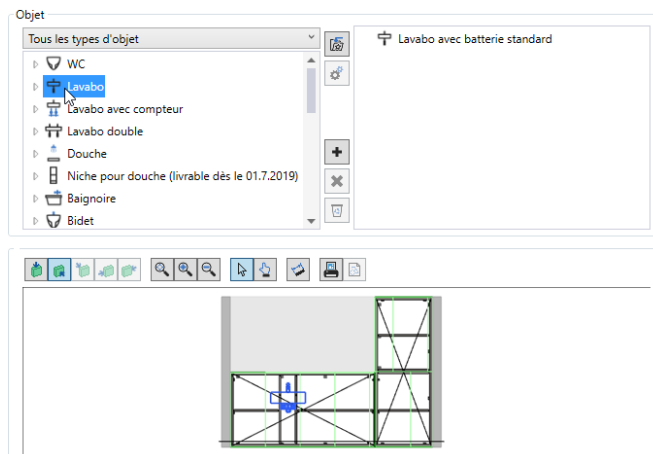 Objet
Tous les types d'objet
Lavabo avec batterie standard
WC
Lavabo
Lavabo avec compteur
Lavabo double
Douche
Niche pour douche (livrable dès le 01.7.2019)
Baignoire
Bidet